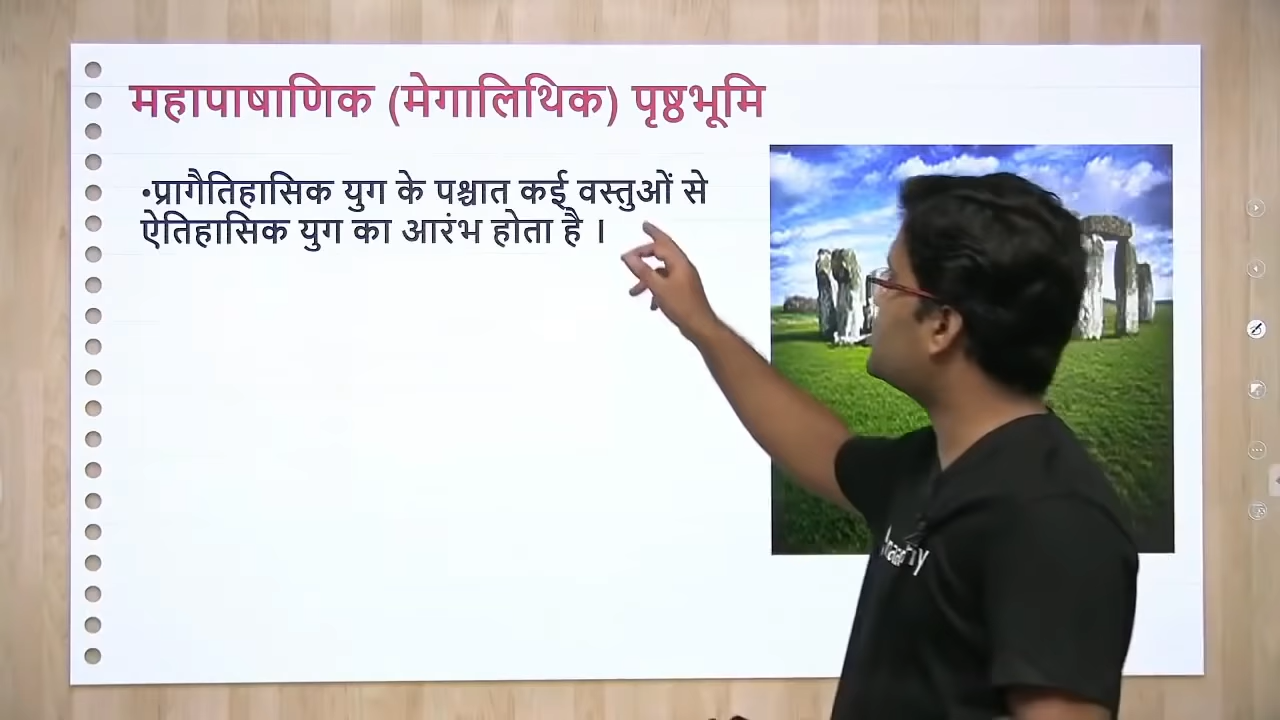 महापाषाणिक (मेगालिथिक) पृष्ठभूमि
•प्रागैतिहासिक युग के पश्चात कई वस्तुओं से
ऐतिहासिक युग का आरंभ होता है ।